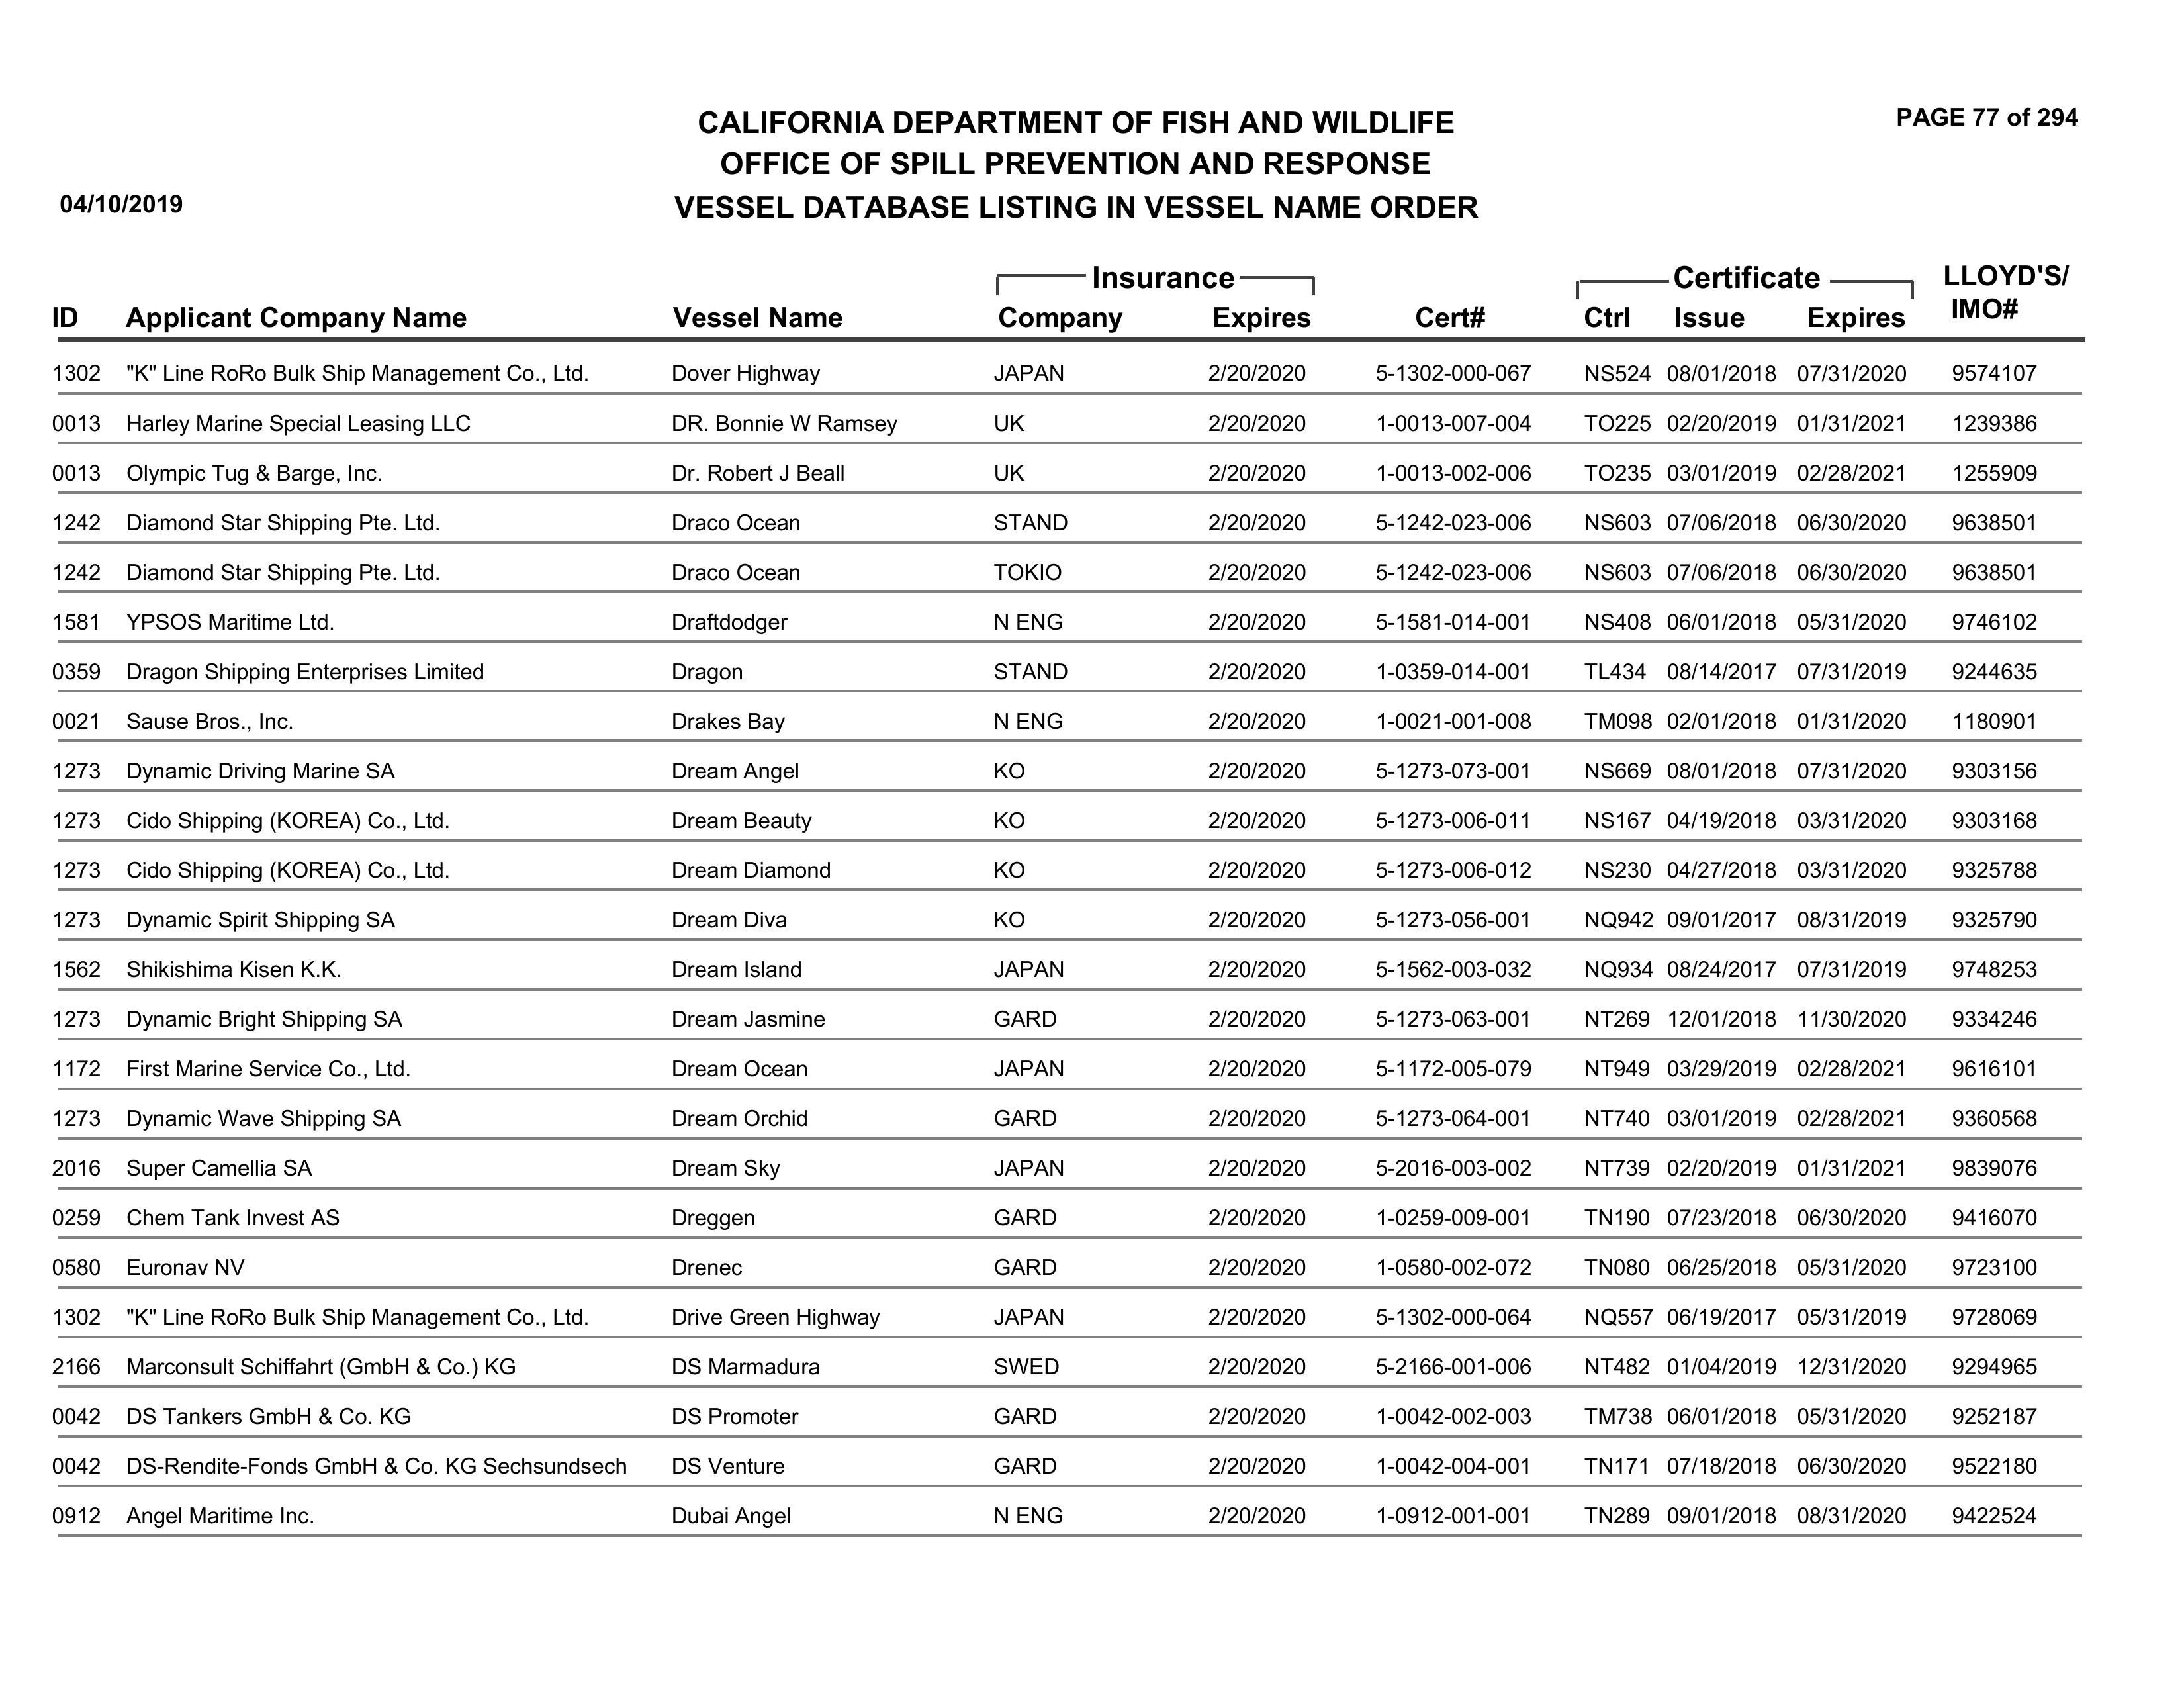 CALIFORNIA DEPARTMENT OF FISH AND WILDLIFE PAGE 77 of 294
OFFICE OF SPILL PREVENTION AND RESPONSE
04/10/2019 VESSEL DATABASE LISTING IN VESSEL NAME ORDER
Insurance Certificate LLOYD'S/
ID Applicant Company Name Vessel Name Company Expires Cert# Ctrl Issue Expires IMO#
1302 "K" Line RoRo Bulk Ship Management Co., Ltd. Dover Highway JAPAN 2/20/2020 5-1302-000-067 NS524 08/01/2018 07/31/2020 9574107
0013 Harley Marine Special Leasing LLC DR. Bonnie W Ramsey UK 2/20/2020 1-0013-007-004 TO225 02/20/2019 01/31/2021 1239386
0013 Olympic Tug & Barge, Inc. Dr. Robert J Beall UK 2/20/2020 1-0013-002-006 TO235 03/01/2019 02/28/2021 1255909
1242 Diamond Star Shipping Pte. Ltd. Draco Ocean STAND 2/20/2020 5-1242-023-006 NS603 07/06/2018 06/30/2020 9638501
1242 Diamond Star Shipping Pte. Ltd. Draco Ocean TOKIO 2/20/2020 5-1242-023-006 NS603 07/06/2018 06/30/2020 9638501
1581 YPSOS Maritime Ltd. Draftdodger N ENG 2/20/2020 5-1581-014-001 NS408 06/01/2018 05/31/2020 9746102
0359 Dragon Shipping Enterprises Limited Dragon STAND 2/20/2020 1-0359-014-001 TL434 08/14/2017 07/31/2019 9244635
0021 Sause Bros., Inc. Drakes Bay N ENG 2/20/2020 1-0021-001-008 TM098 02/01/2018 01/31/2020 1180901
1273 Dynamic Driving Marine SA Dream Angel KO 2/20/2020 5-1273-073-001 NS669 08/01/2018 07/31/2020 9303156
1273 Cido Shipping (KOREA) Co., Ltd. Dream Beauty KO 2/20/2020 5-1273-006-011 NS167 04/19/2018 03/31/2020 9303168
1273 Cido Shipping (KOREA) Co., Ltd. Dream Diamond KO 2/20/2020 5-1273-006-012 NS230 04/27/2018 03/31/2020 9325788
1273 Dynamic Spirit Shipping SA Dream Diva KO 2/20/2020 5-1273-056-001 NQ942 09/01/2017 08/31/2019 9325790
1562 Shikishima Kisen K.K. Dream Island JAPAN 2/20/2020 5-1562-003-032 NQ934 08/24/2017 07/31/2019 9748253
1273 Dynamic Bright Shipping SA Dream Jasmine GARD 2/20/2020 5-1273-063-001 NT269 12/01/2018 11/30/2020 9334246
1172 First Marine Service Co., Ltd. Dream Ocean JAPAN 2/20/2020 5-1172-005-079 NT949 03/29/2019 02/28/2021 9616101
1273 Dynamic Wave Shipping SA Dream Orchid GARD 2/20/2020 5-1273-064-001 NT740 03/01/2019 02/28/2021 9360568
2016 Super Camellia SA Dream Sky JAPAN 2/20/2020 5-2016-003-002 NT739 02/20/2019 01/31/2021 9839076
0259 Chem Tank Invest AS Dreggen GARD 2/20/2020 1-0259-009-001 TN190 07/23/2018 06/30/2020 9416070
0580 Euronav NV Drenec GARD 2/20/2020 1-0580-002-072 TN080 06/25/2018 05/31/2020 9723100
1302 "K" Line RoRo Bulk Ship Management Co., Ltd. Drive Green Highway JAPAN 2/20/2020 5-1302-000-064 NQ557 06/19/2017 05/31/2019 9728069
2166 Marconsult Schiffahrt (GmbH & Co.) KG DS Marmadura SWED 2/20/2020 5-2166-001-006 NT482 01/04/2019 12/31/2020 9294965
0042 DS Tankers GmbH & Co. KG DS Promoter GARD 2/20/2020 1-0042-002-003 TM738 06/01/2018 05/31/2020 9252187
0042 DS-Rendite-Fonds GmbH & Co. KG Sechsundsech DS Venture GARD 2/20/2020 1-0042-004-001 TN171 07/18/2018 06/30/2020 9522180
0912 Angel Maritime Inc. Dubai Angel N ENG 2/20/2020 1-0912-001-001 TN289 09/01/2018 08/31/2020 9422524